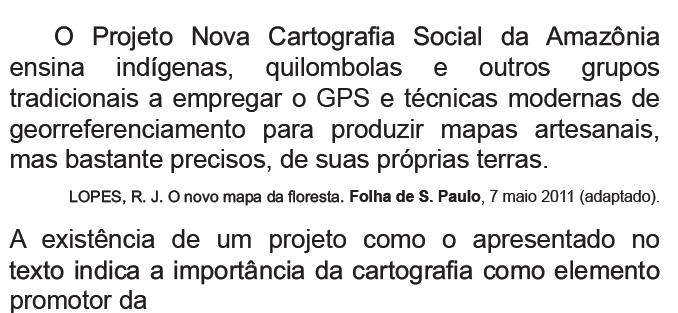 O Projeto Nova Cartografia Social da Amazônia
ensina indígenas, quilombolas e outros grupos
tradicionais a empregar o GPS e técnicas modernas de
georreferenciamento para produzir mapas artesanais,
mas bastante precisos, de suas próprias terras.
LOPES, R. J. O novo mapa da floresta. Folha de S. Paulo, 7 maio 2011 (adaptado).
A existência de um projeto como o apresentado no
texto indica a importância da cartografia como elemento
promotor da